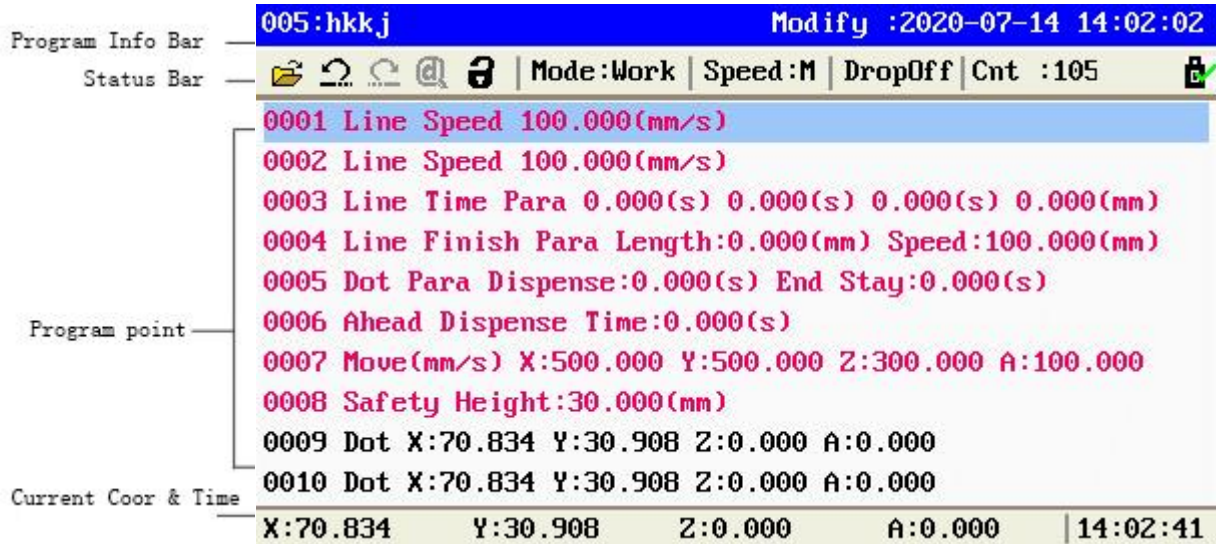 Program Info Bar
005:hkkj Modify :2020-07-14 14:02:02
Status Bar
Mode:Work | Speed:M | DropOff | Cnt :105
0001 Line Speed 100.000(mm/s)
0002 Line Speed 100.000(mm/s)
0003 Line Time Para 0.000(s) 0.000(s) 0.000(s) 0.000(mm)
0004 Line Finish Para Length:0.000(mm) Speed:100.000(mm)
0005 Dot Para Dispense:0.000(s) End Stay:0.000(s)
Program point
0006 Ahead Dispense Time:0.000(s)
0007 Move(mm/s) X:500.000 Y:500.000 Z:300.000 A:100.000
0008 Safety Height:30.000(mm)
0009 Dot X:70.834 Y:30.908 Z:0.000 A:0.000
0010 Dot X:70.834 Y:30.908 Z:0.000 A:0.000
Current Coor & Time
X:70.834 Y:30.908 Z:0.000 A:0.000 |14:02:41